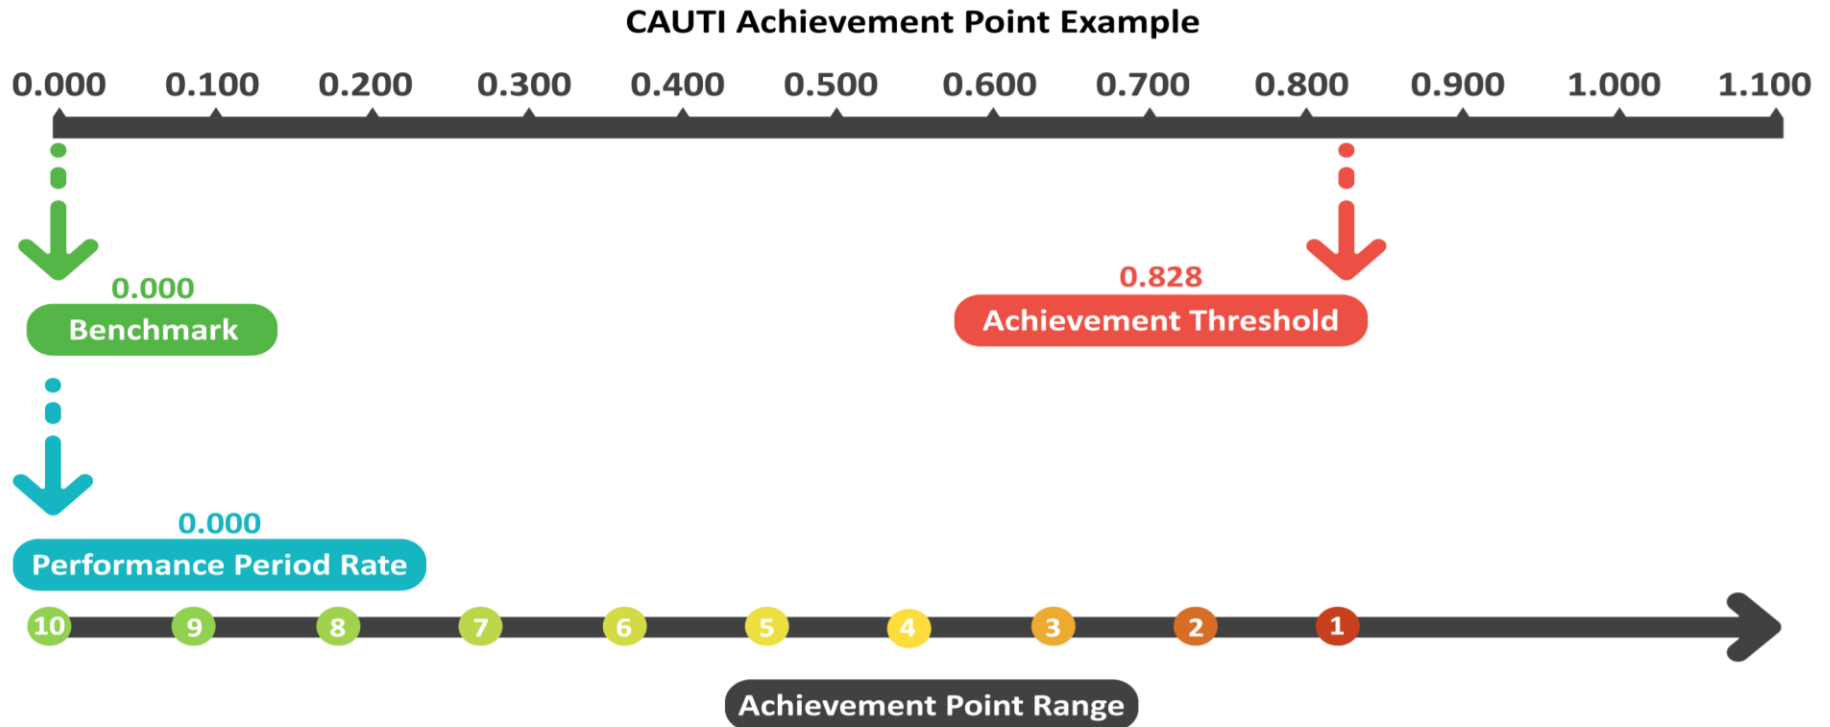 CAUTI Achievement Point Example
0.000 0.100 0.200 0.300 0.400 0.500 0.600 0.700 0.800 0.900 1.000 1.100
0.000
Benchmark
0.828
Achievement Threshold
0.000
Performance Period Rate
10 9 8 7 6 5 4 3 2 1
Achievement Point Range